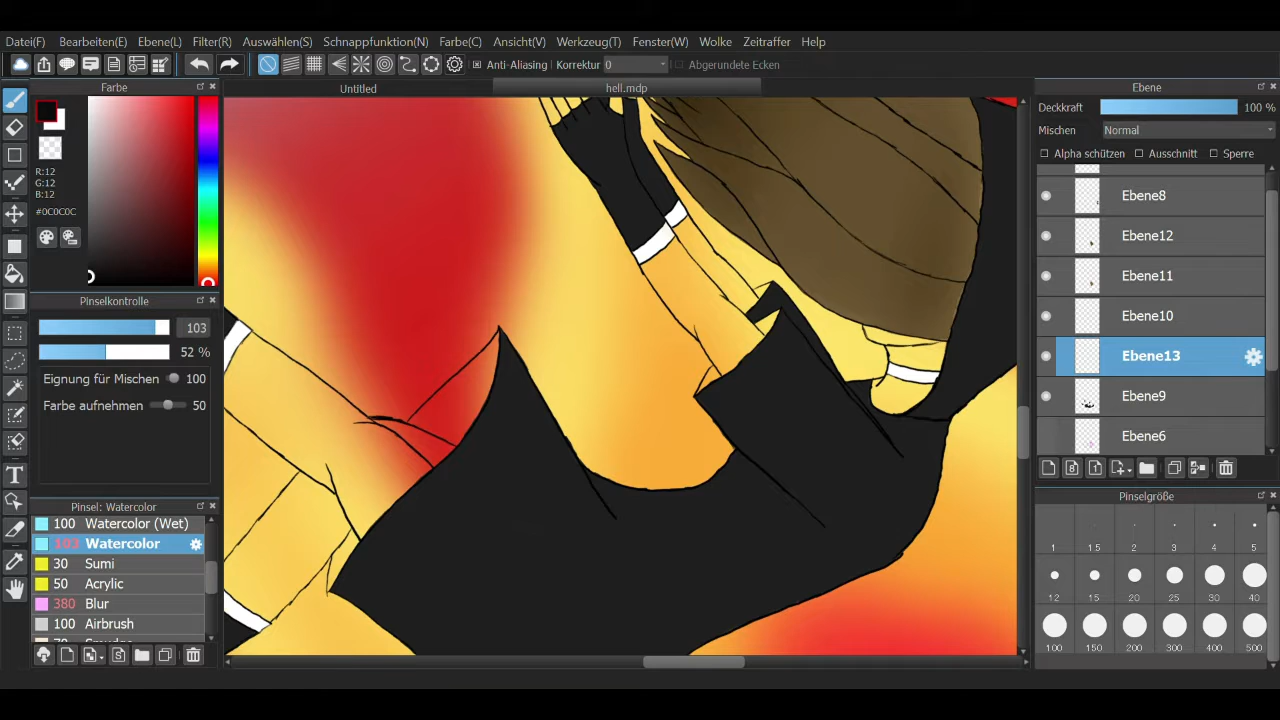 Datei(F) Bearbeiten(E) Ebene(L) Filter(R) Auswählen(S) Schnappfunktion(N) Farbe(C) Ansicht(V) Werkzeug(T) Fenster(W) Wolke Zeitraffer Help
Anti-Aliasing Korrektur 0 Abgerundete Ecken
Farbe
Untitled
hell.mdp
Ebene
R:12
G:12
B:12
#0C0C0C
Pinselkontrolle
103
52 %
Eignung für Mischen 100
Farbe aufnehmen 50
Pinsel: Watercolor
100 Watercolor (Wet)
103 Watercolor
30 Sumi
50 Acrylic
380 Blur
100 Airbrush
Deckkraft 100 %
Mischen Normal
Alpha schützen Ausschnitt Sperre
Ebene8
Ebene12
Ebene11
Ebene10
Ebene13
Ebene9
Ebene6
8 1
Pinselgröße
1 1.5 2 3 4 5
12 15 20 25 30 40
100 150 200 300 400 500